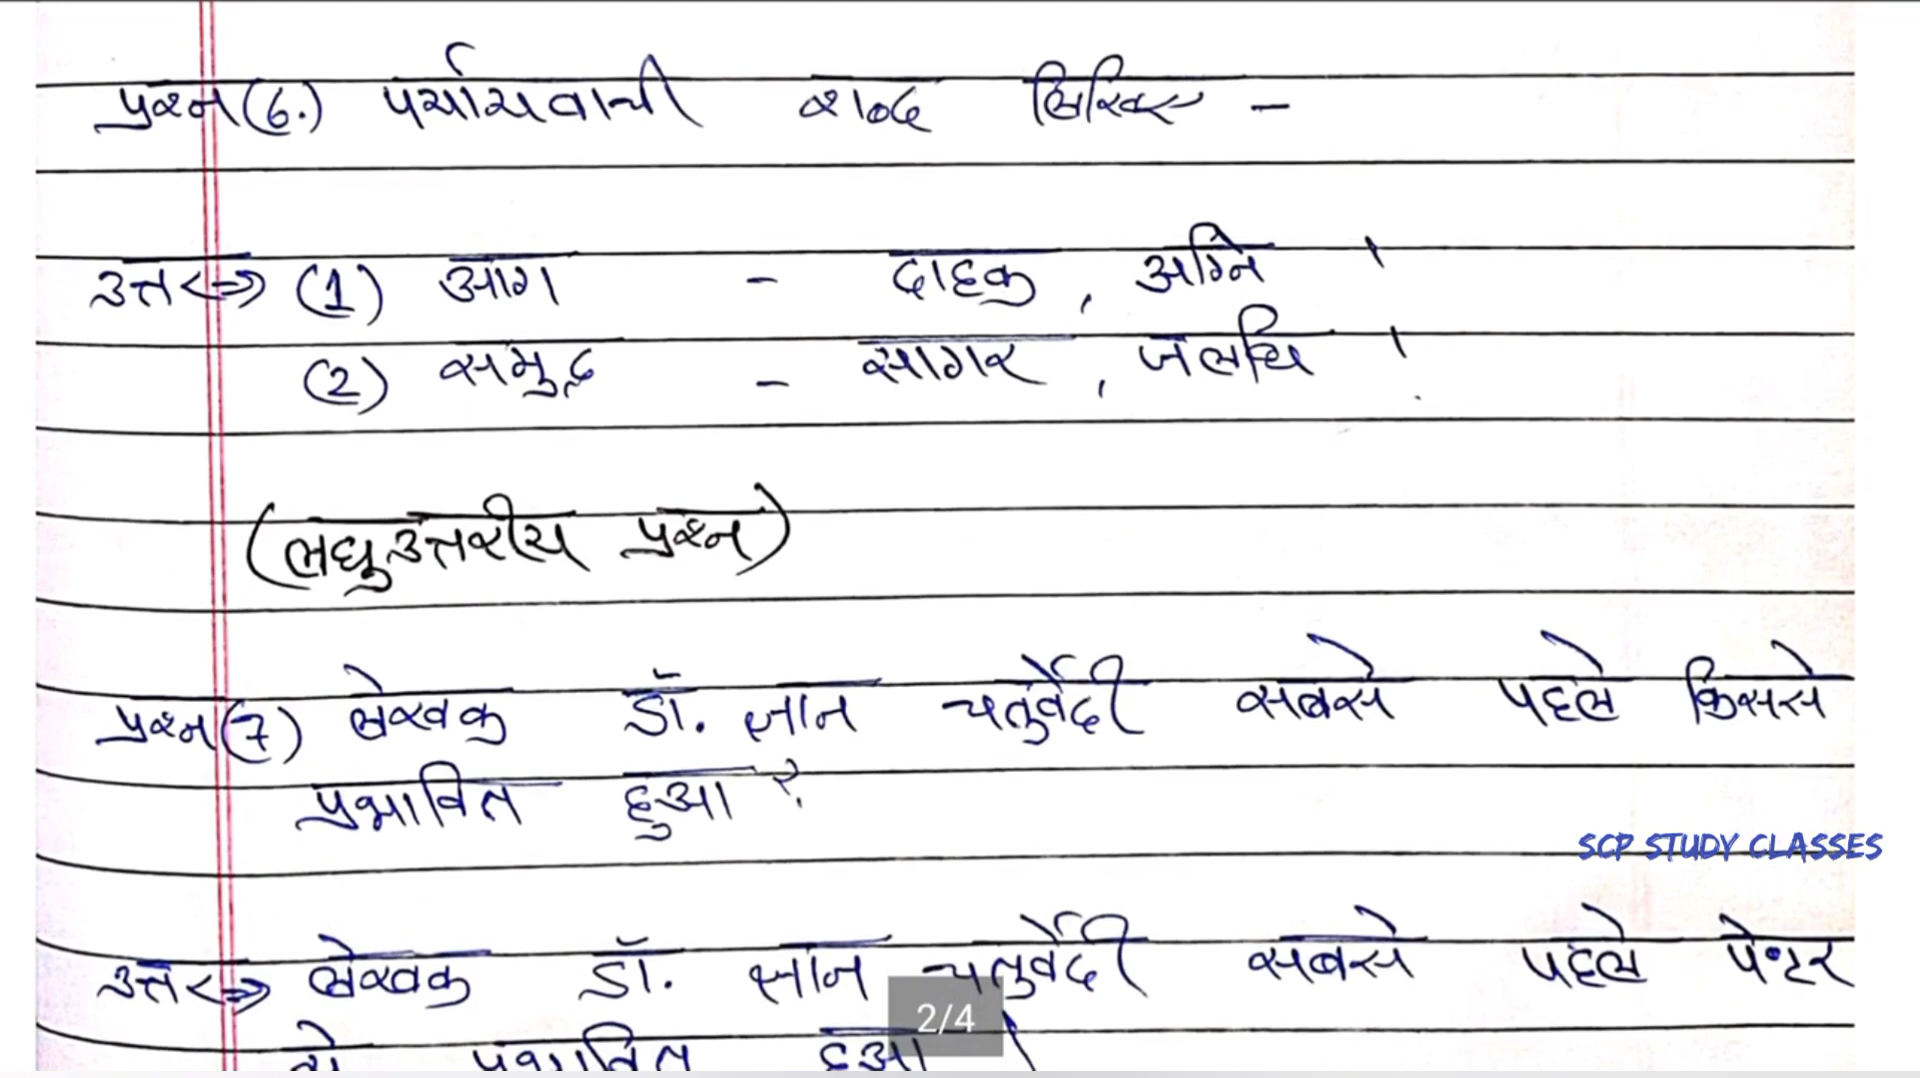 प्रश्न(6.) पर्यायवाची शब्द लिखिए -
उत्तर⇒ (1) आग - दाहक, अग्नि ।
(2) समुद्र - सागर, जलधि ।
(लघुउत्तरीय प्रश्न)
प्रश्न(7) लेखक डॉ. ज्ञान चतुर्वेदी सबसे पहले किससे
प्रभावित हुआ ?
SCP STUDY CLASSES
उत्तर⇒ लेखक डॉ. ज्ञान चतुर्वेदी सबसे पहले पेन्टर
से प्रभावित हुआ ।
2/4